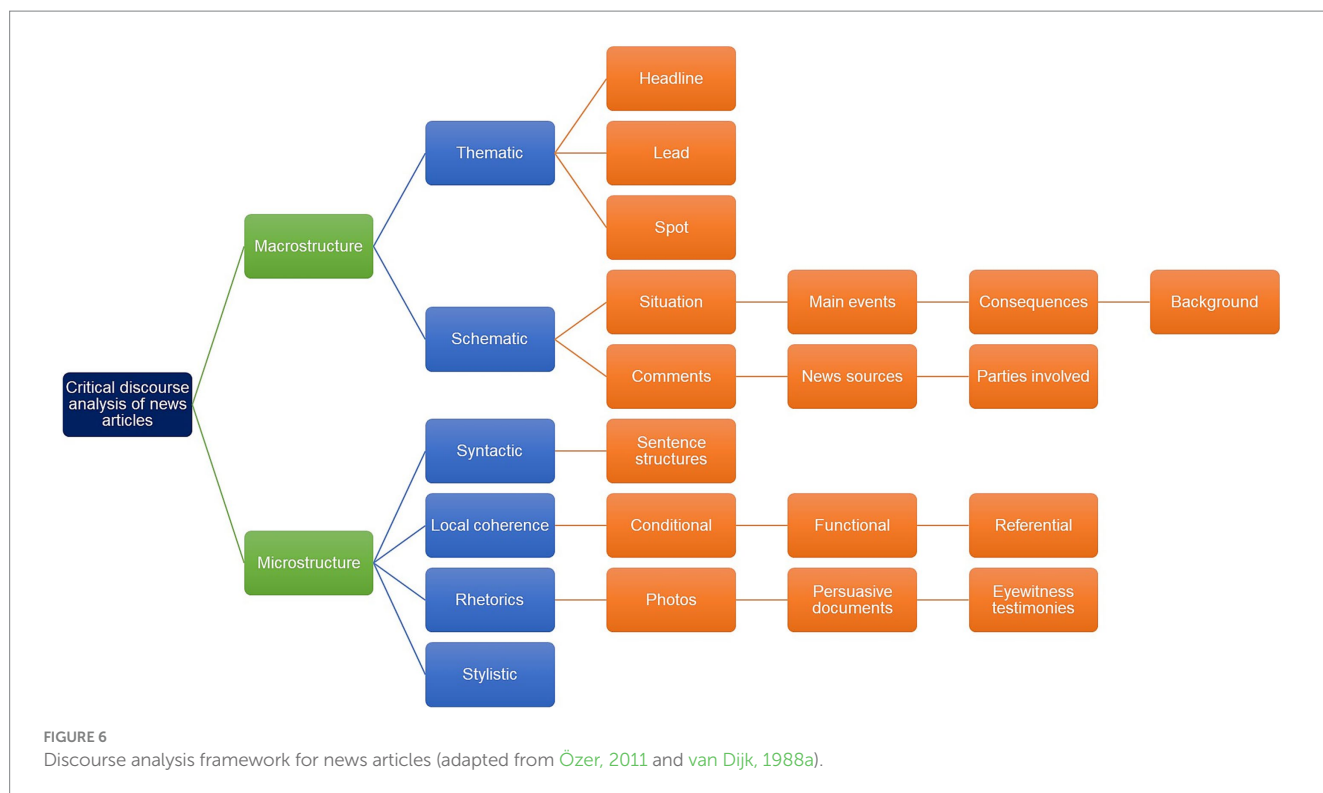 Headline
Thematic
Lead
Spot
Macrostructure
Situation
Main events
Consequences
Background
Schematic
Comments
News sources
Parties involved
Critical discourse
analysis of news
articles
Syntactic
Sentence
structures
Local coherence
Conditional
Functional
Referential
Microstructure
Rhetorics
Photos
Persuasive
documents
Eyewitness
testimonies
Stylistic
FIGURE 6
Discourse analysis framework for news articles (adapted from Özer, 2011 and van Dijk, 1988a).